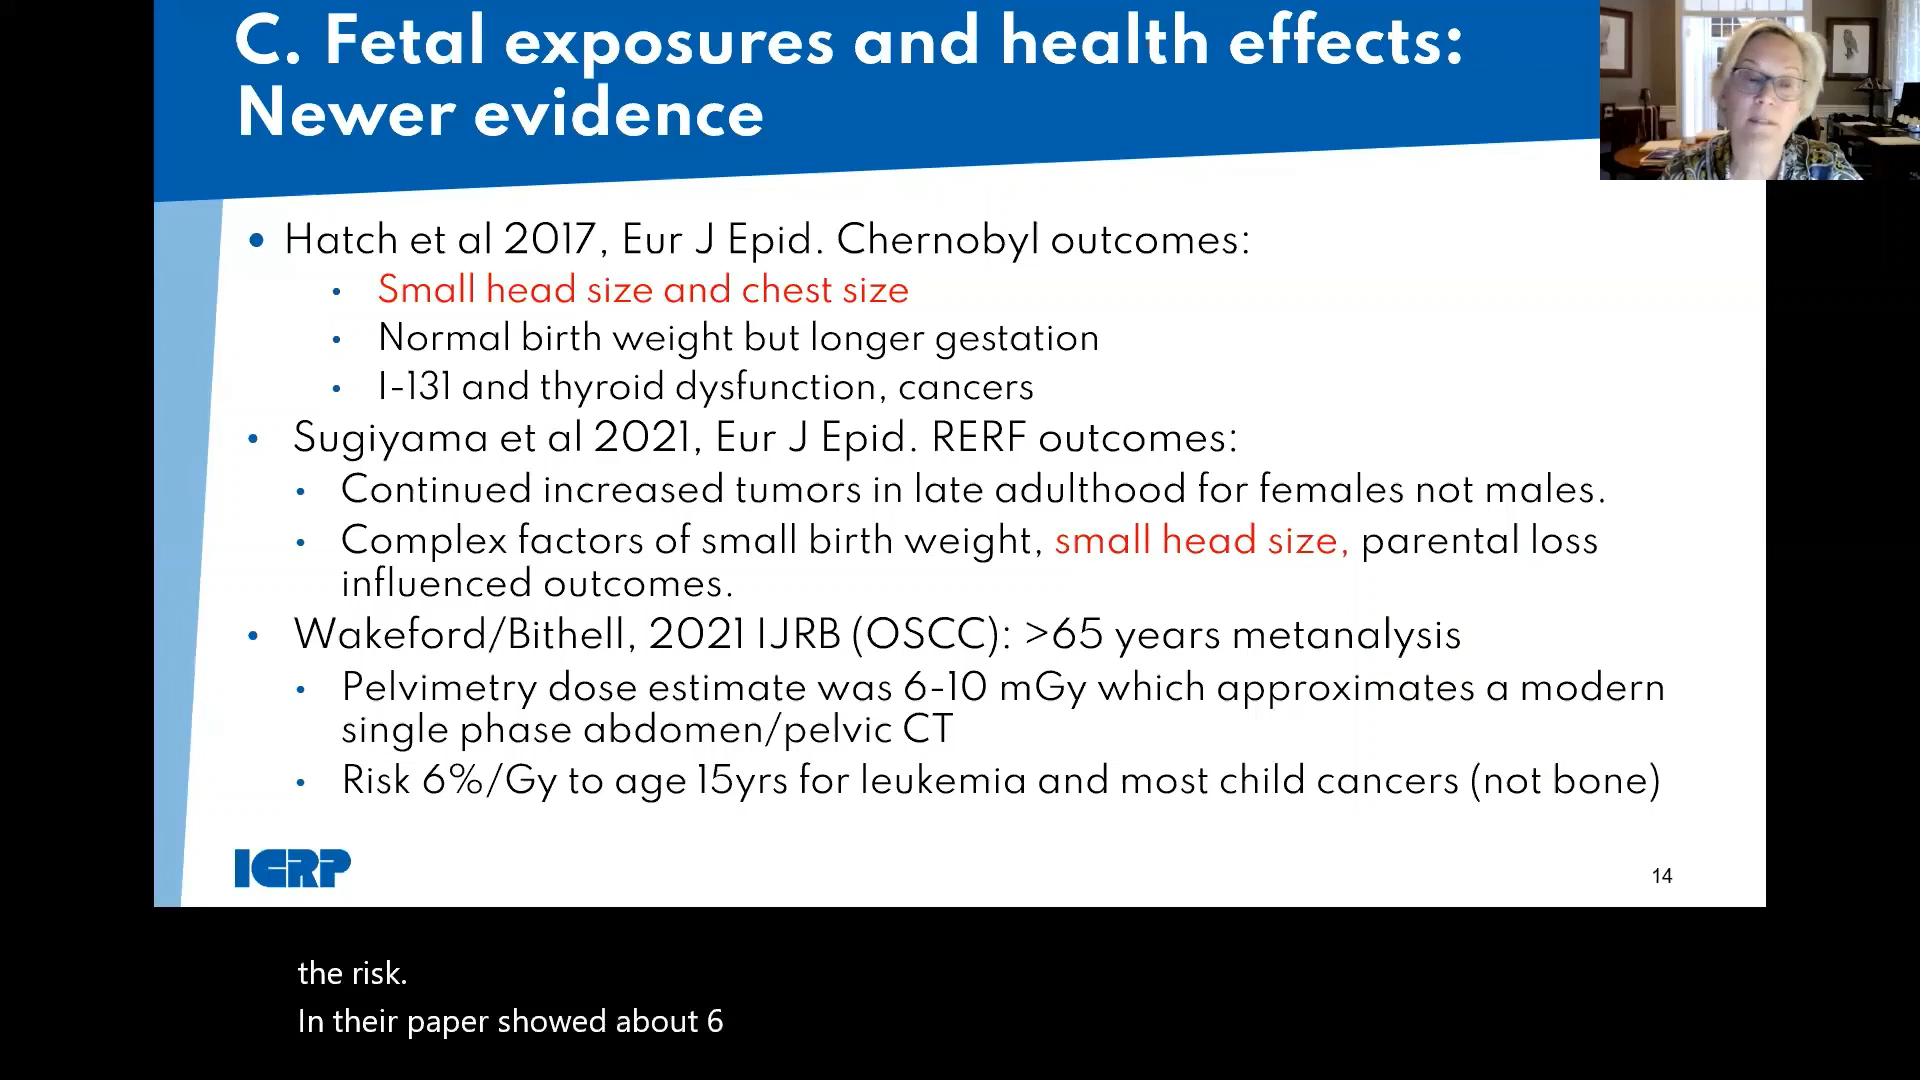 C. Fetal exposures and health effects:
Newer evidence
• Hatch et al 2017, Eur J Epid. Chernobyl outcomes:
• Small head size and chest size
• Normal birth weight but longer gestation
• I-131 and thyroid dysfunction, cancers
• Sugiyama et al 2021, Eur J Epid. RERF outcomes:
• Continued increased tumors in late adulthood for females not males.
• Complex factors of small birth weight, small head size, parental loss
influenced outcomes.
• Wakeford/Bithell, 2021 IJRB (OSCC): >65 years metanalysis
• Pelvimetry dose estimate was 6-10 mGy which approximates a modern
single phase abdomen/pelvic CT
• Risk 6%/Gy to age 15yrs for leukemia and most child cancers (not bone)
ICRP
14
the risk.
In their paper showed about 6